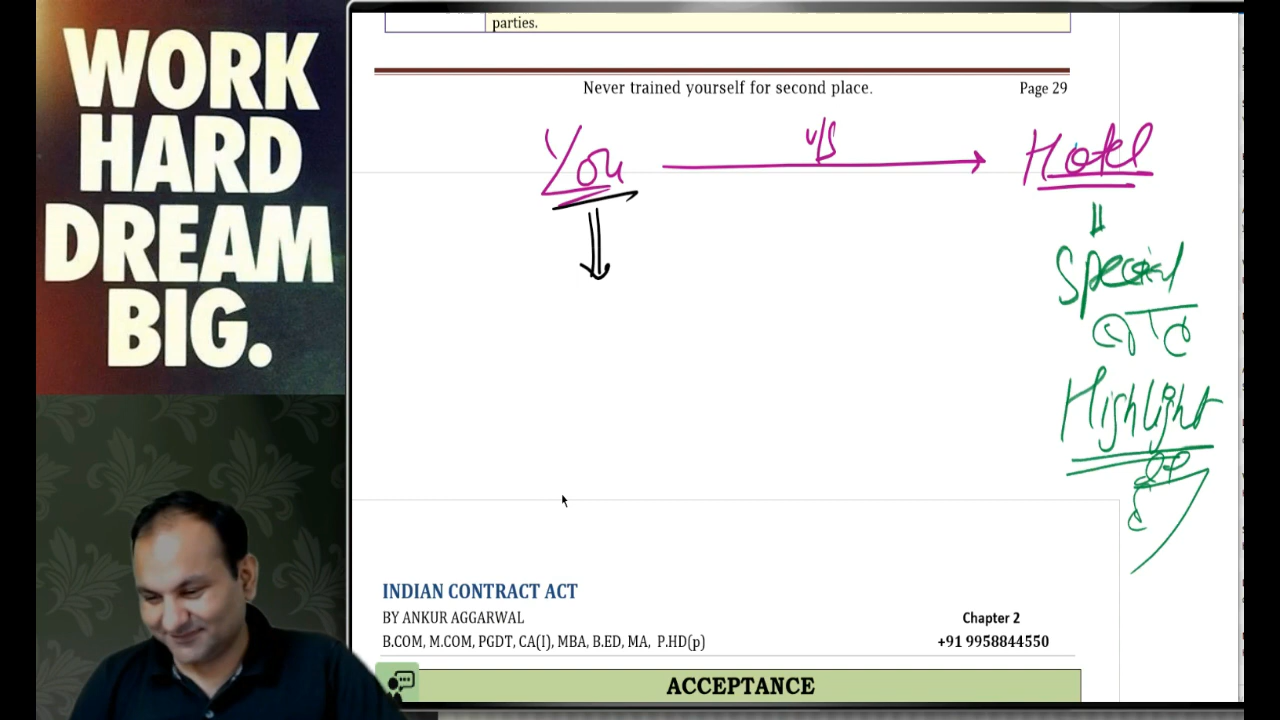 WORK
HARD
DREAM
BIG.
parties.
Never trained yourself for second place. Page 29
You v/s Hotel
Special
Highlight
INDIAN CONTRACT ACT
BY ANKUR AGGARWAL Chapter 2
B.COM, M.COM, PGDT, CA(I), MBA, B.ED, MA, P.HD(p) +91 9958844550
ACCEPTANCE